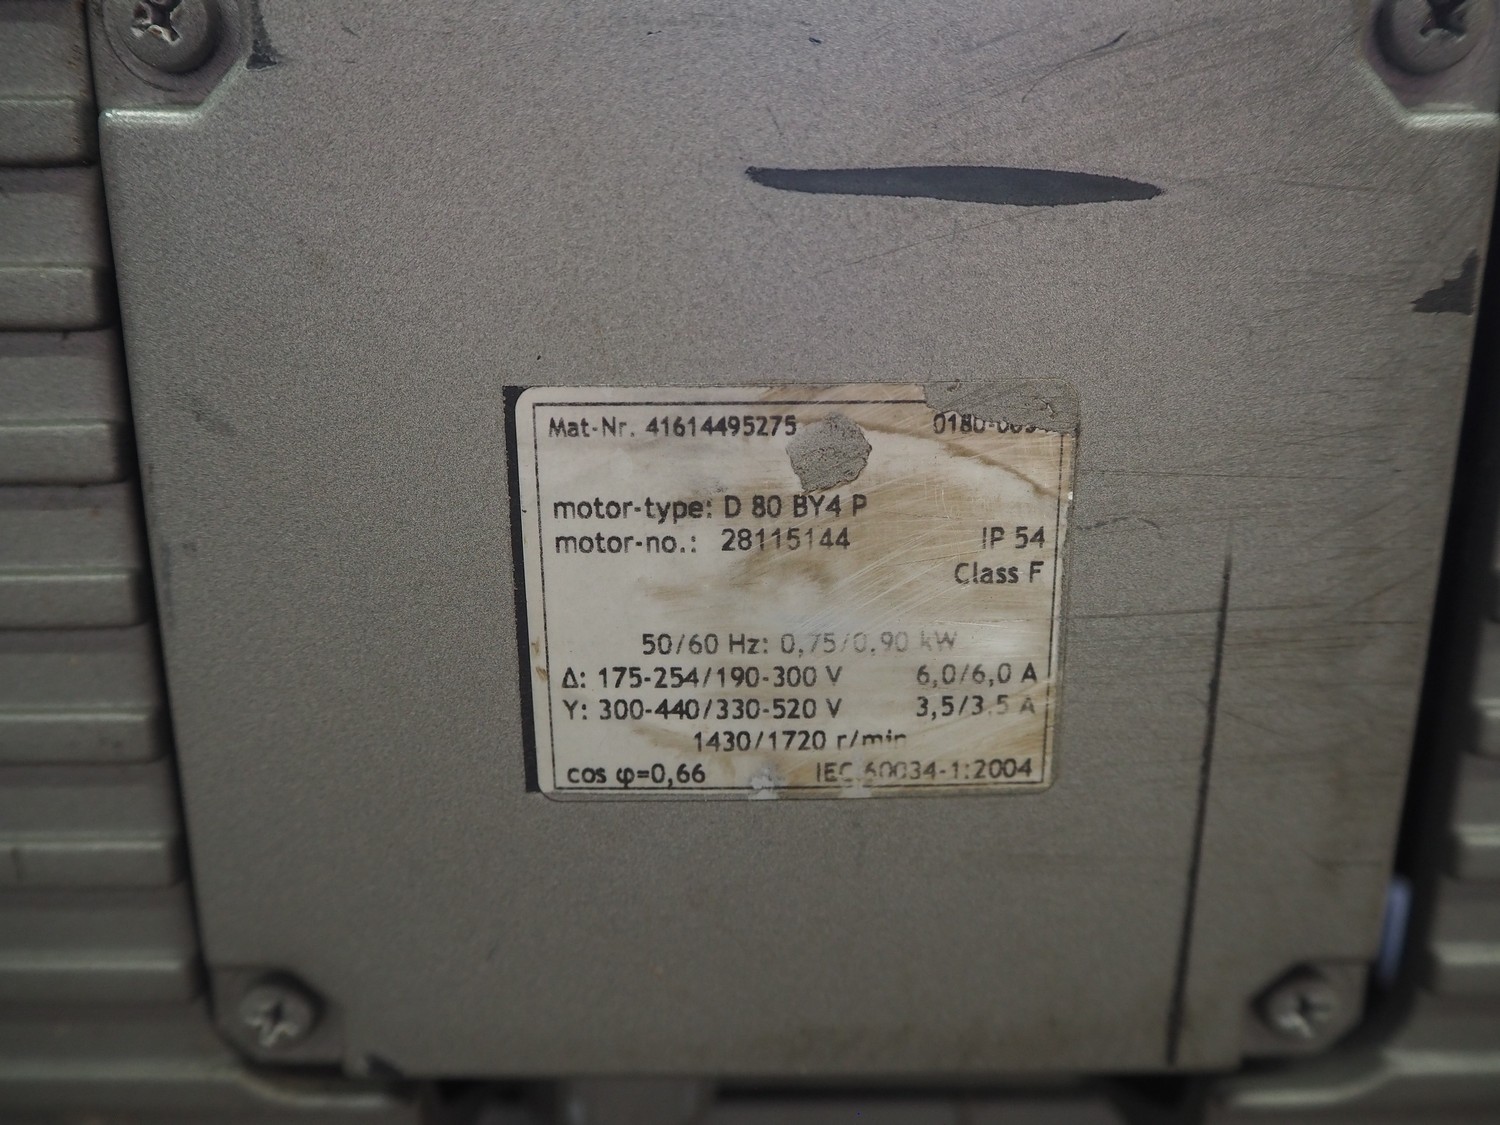 Mat-Nr. 41614495275
motor-type: D 80 BY4 P
motor-no.: 28115144 IP 54
Class F
50/60 Hz: 0,75/0,90 kW
Δ: 175-254/190-300 V 6,0/6,0 A
Y: 300-440/330-520 V 3,5/3,5 A
1430/1720 r/min
cos φ=0,66 IEC 60034-1:2004